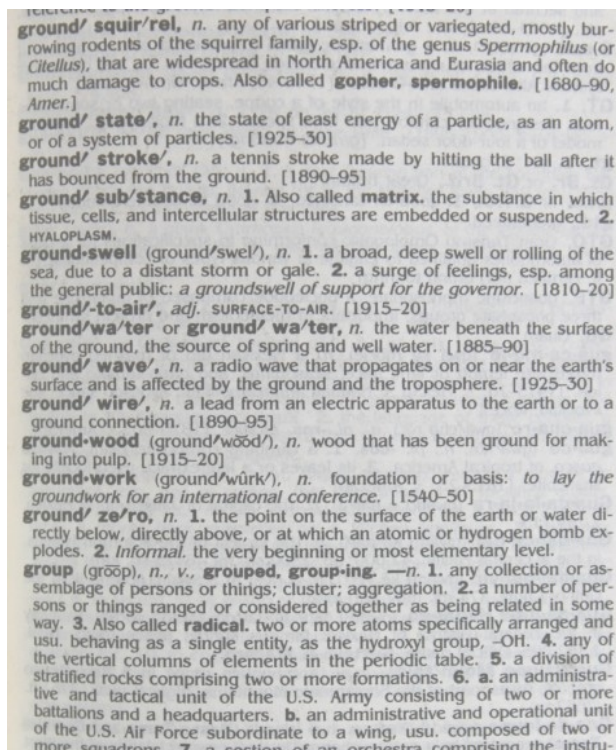 ground′ squir′rel, n. any of various striped or variegated, mostly bur-
rowing rodents of the squirrel family, esp. of the genus Spermophilus (or
Citellus), that are widespread in North America and Eurasia and often do
much damage to crops. Also called gopher, spermophile. [1680–90,
Amer.]
ground′ state′, n. the state of least energy of a particle, as an atom,
or of a system of particles. [1925–30]
ground′ stroke′, n. a tennis stroke made by hitting the ball after it
has bounced from the ground. [1890–95]
ground′ sub′stance, n. 1. Also called matrix. the substance in which
tissue, cells, and intercellular structures are embedded or suspended. 2.
HYALOPLASM.
ground•swell (ground′swel′), n. 1. a broad, deep swell or rolling of the
sea, due to a distant storm or gale. 2. a surge of feelings, esp. among
the general public: a groundswell of support for the governor. [1810–20]
ground′-to-air′, adj. SURFACE-TO-AIR. [1915–20]
ground′wa′ter or ground′ wa′ter, n. the water beneath the surface
of the ground, the source of spring and well water. [1885–90]
ground′ wave′, n. a radio wave that propagates on or near the earth's
surface and is affected by the ground and the troposphere. [1925–30]
ground′ wire′, n. a lead from an electric apparatus to the earth or to a
ground connection. [1890–95]
ground•wood (ground′wŏŏd′), n. wood that has been ground for mak-
ing into pulp. [1915–20]
ground•work (ground′wûrk′), n. foundation or basis: to lay the
groundwork for an international conference. [1540–50]
ground′ ze′ro, n. 1. the point on the surface of the earth or water di-
rectly below, directly above, or at which an atomic or hydrogen bomb ex-
plodes. 2. Informal. the very beginning or most elementary level.
group (grōōp), n., v., grouped, group•ing. —n. 1. any collection or as-
semblage of persons or things; cluster; aggregation. 2. a number of per-
sons or things ranged or considered together as being related in some
way. 3. Also called radical. two or more atoms specifically arranged and
usu. behaving as a single entity, as the hydroxyl group, –OH. 4. any of
the vertical columns of elements in the periodic table. 5. a division of
stratified rocks comprising two or more formations. 6. a. an administra-
tive and tactical unit of the U.S. Army consisting of two or more
battalions and a headquarters. b. an administrative and operational unit
of the U.S. Air Force subordinate to a wing, usu. composed of two or
more squadrons. 7. a section of an orchestra comprising the instru-